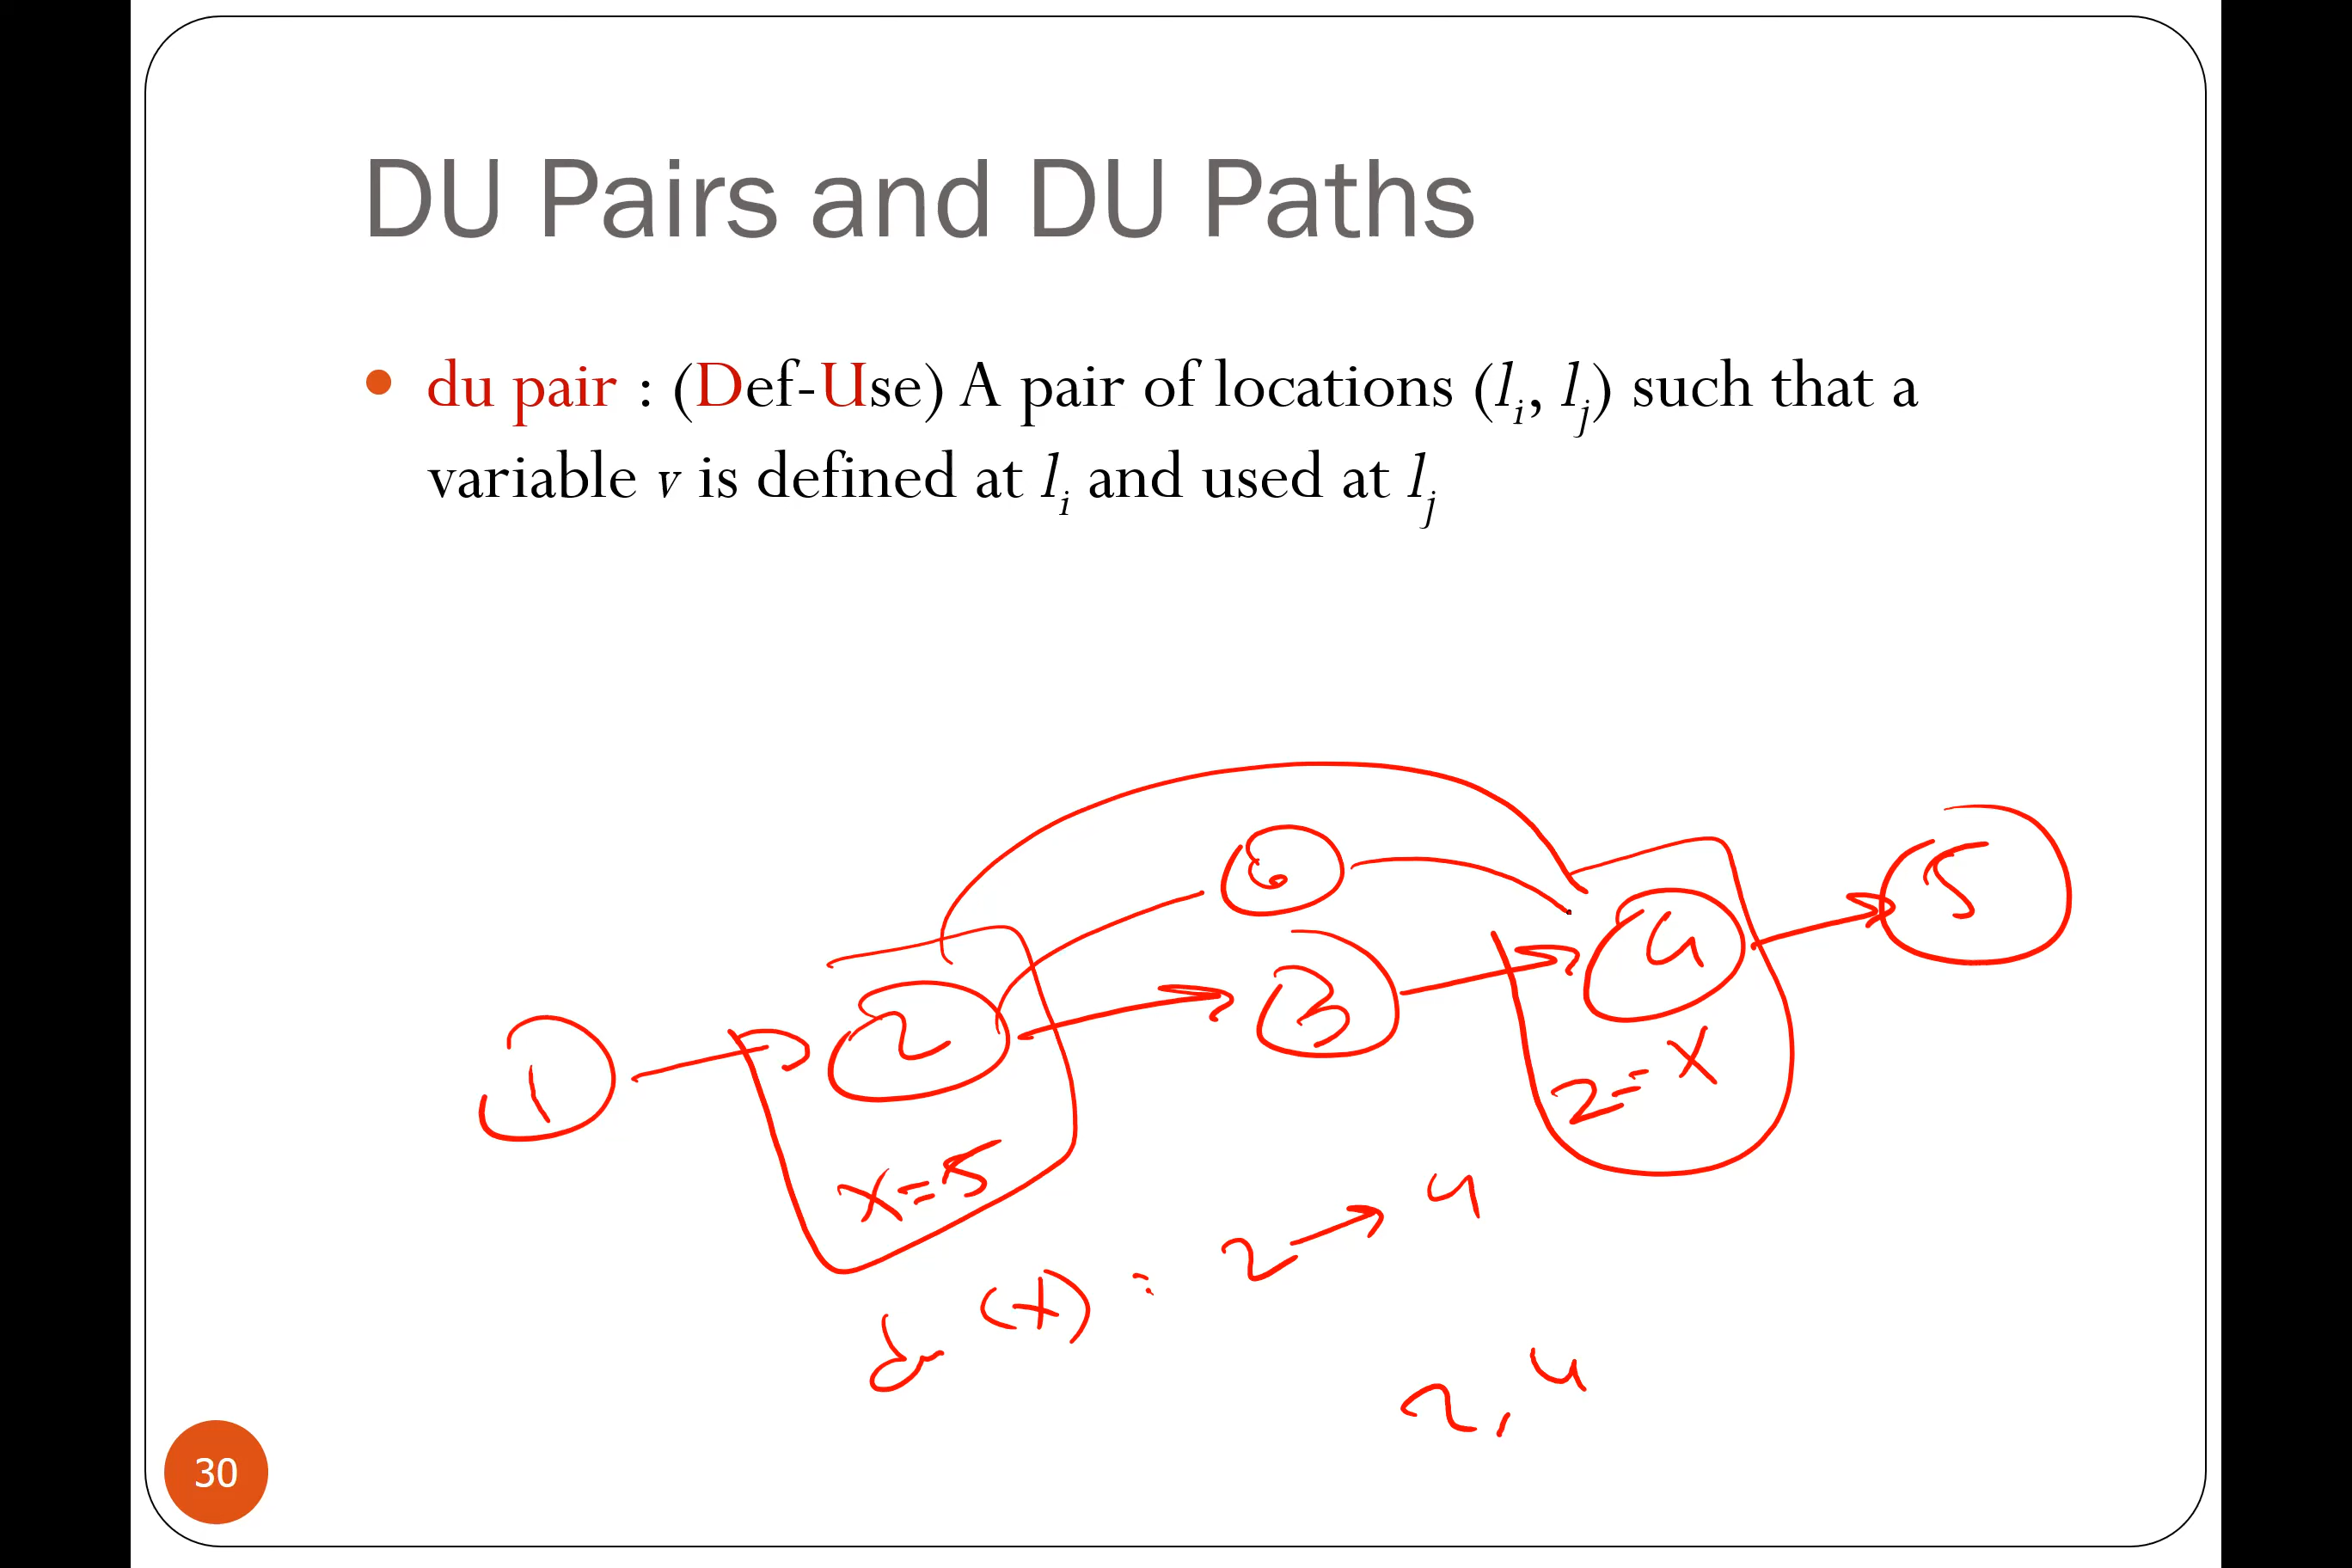 DU Pairs and DU Paths
du pair : (Def-Use) A pair of locations (lᵢ, lⱼ) such that a
variable v is defined at lᵢ and used at lⱼ
1
2
6
3
4
5
X=5
Z=X
du (X) : 2 → 4
2, 4
30